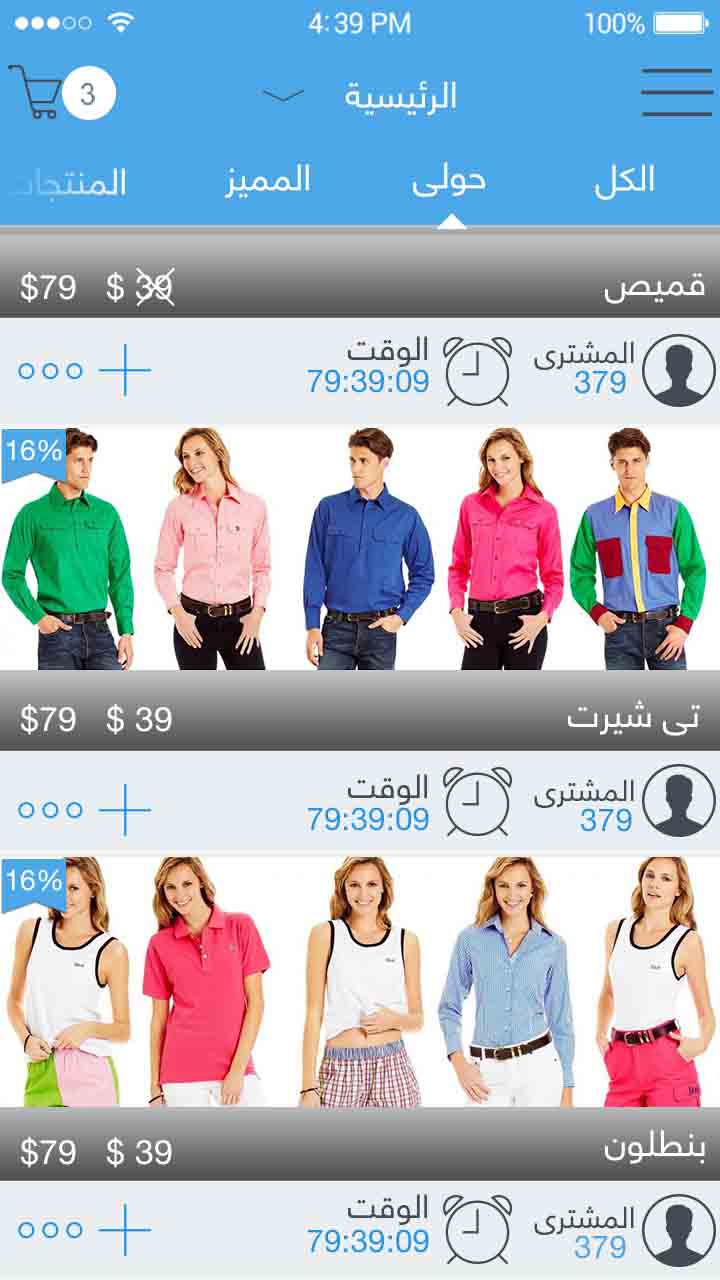 4:39 PM 100%
الرئيسية 3
الكل حولى المميز المنتجات
قميص $ 39 $79
المشترى الوقت
379 79:39:09
16%
تى شيرت $ 39 $79
المشترى الوقت
379 79:39:09
16%
بنطلون $ 39 $79
المشترى الوقت
379 79:39:09